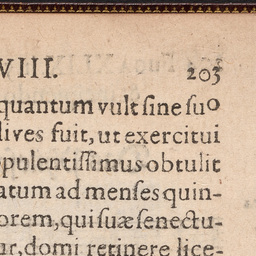 VIII. 203
quantum vult sine suo
lives fuit, ut exercitui
pulentissimus obtulit
atum ad menses quin-
orem, qui suæ senectu-
ur, domi retinere lice-